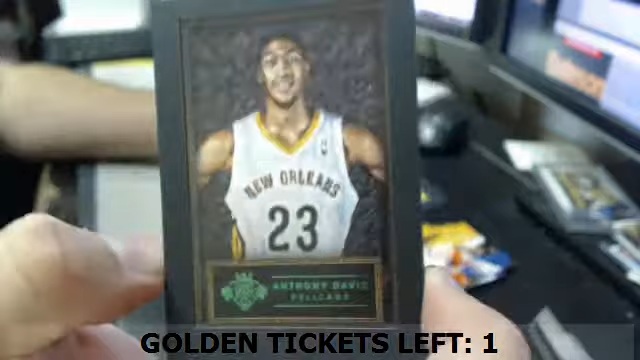 NEW ORLEANS
23
ANTHONY DAVIS
PELICANS
GOLDEN TICKETS LEFT: 1